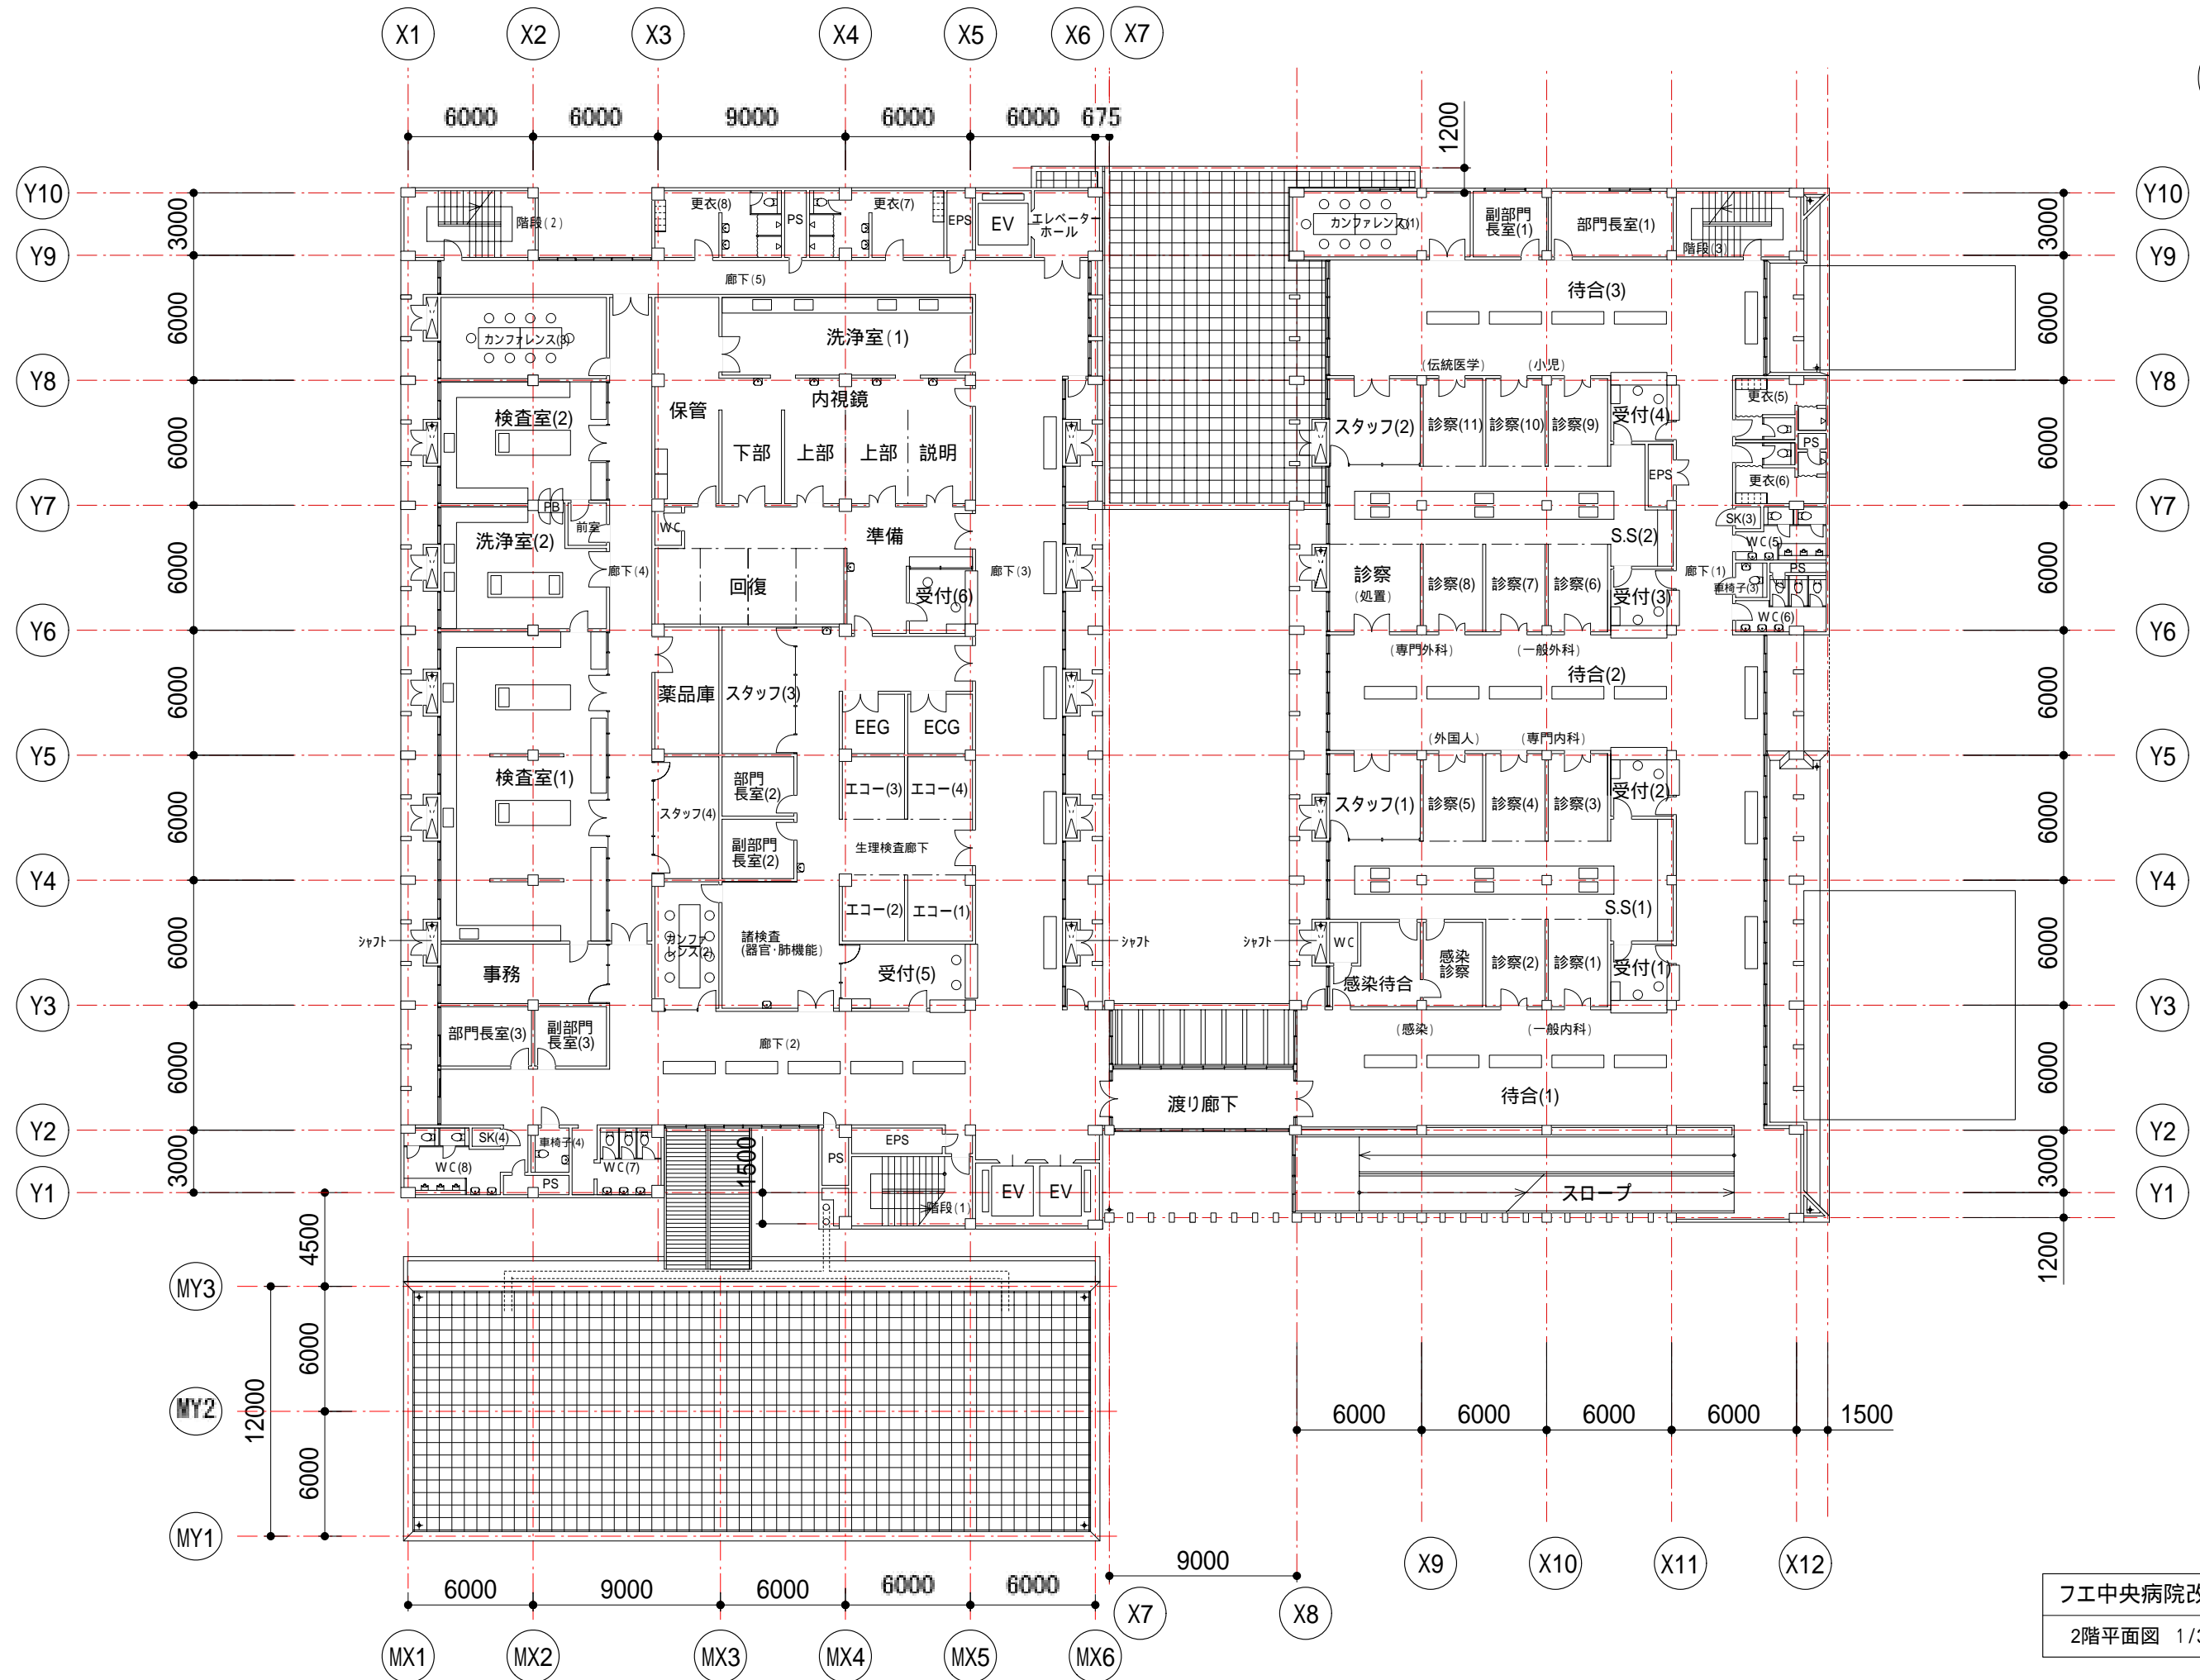 X1 X2 X3 X4 X5 X6 X7
6000 6000 9000 6000 6000 675
1200
Y10 Y10
3000 3000
階段(2) 更衣(8) PS 更衣(7) EPS EV エレベーター
ホール
カンファレンス(1) 副部門
長室(1) 部門長室(1) 階段(3)
Y9 Y9
廊下(5)
6000 6000
待合(3)
カンファレンス(3) 洗浄室(1)
(伝統医学) (小児)
Y8 Y8
検査室(2) 保管 内視鏡
スタッフ(2) 診察(11) 診察(10) 診察(9) 受付(4) 更衣(5)
6000 6000
下部 上部 上部 説明
PS
EPS
更衣(6)
Y7 Y7
PB 前室 WC 準備
SK(3)
洗浄室(2) S.S(2) WC(5)
6000 6000
廊下(4) 回復 受付(6) 廊下(3)
診察
(処置) 診察(8) 診察(7) 診察(6) 受付(3) 廊下(1) PS
車椅子(3)
WC(6)
Y6 Y6
(専門外科) (一般外科)
待合(2)
6000 6000
薬品庫 スタッフ(3)
EEG ECG
(外国人) (専門内科)
Y5 Y5
検査室(1) スタッフ(4) 部門
長室(2) エコー(3) エコー(4)
スタッフ(1) 診察(5) 診察(4) 診察(3) 受付(2)
6000 6000
副部門
長室(2) 生理検査廊下
Y4 Y4
エコー(2) エコー(1) S.S(1)
6000 6000
シャフト カンファ
レンス(2) 諸検査
(器官・肺機能) シャフト シャフト WC
事務 受付(5)
感染待合 感染
診察 診察(2) 診察(1) 受付(1)
Y3 Y3
部門長室(3) 副部門
長室(3) 廊下(2)
(感染) (一般内科)
6000 6000
渡り廊下 待合(1)
Y2 Y2
SK(4) 車椅子(4) EPS
WC(8) PS WC(7) 1500 PS
3000 3000
EV EV 階段(1) スロープ
Y1 Y1
4500 1200
MY3
6000
12000
MY2
6000
MY1
6000 6000 6000 6000 1500
9000
X9 X10 X11 X12
6000 9000 6000 6000 6000
X7 X8
MX1 MX2 MX3 MX4 MX5 MX6
フエ中央病院改
2階平面図 1/3